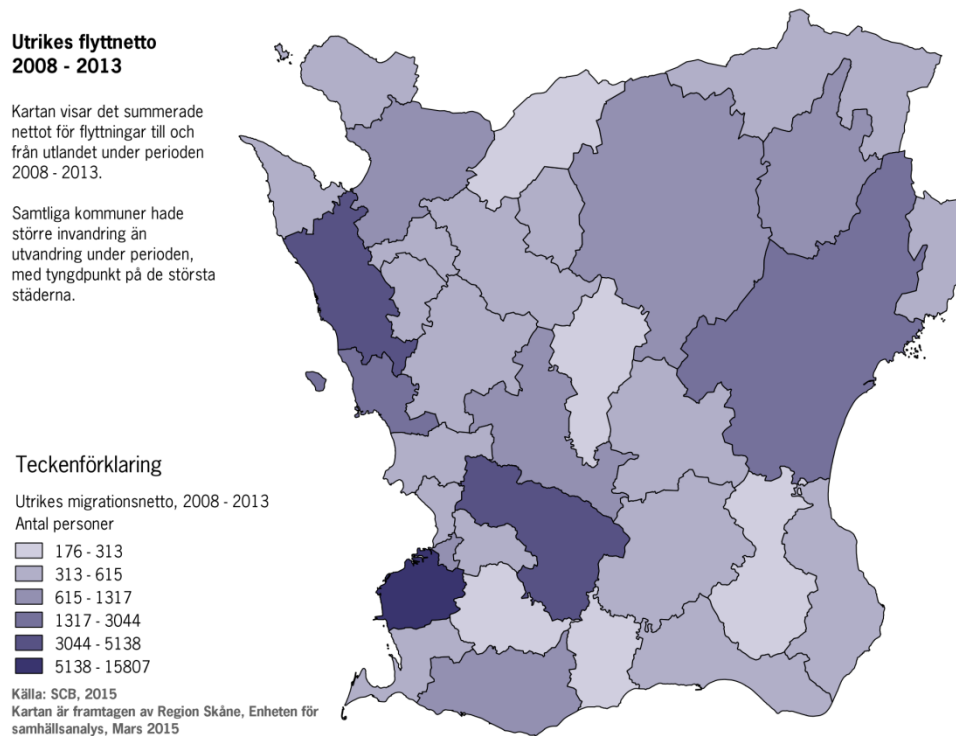 Utrikes flyttnetto
2008 - 2013
Kartan visar det summerade
nettot för flyttningar till och
från utlandet under perioden
2008 - 2013.
Samtliga kommuner hade
större invandring än
utvandring under perioden,
med tyngdpunkt på de största
städerna.
Teckenförklaring
Utrikes migrationsnetto, 2008 - 2013
Antal personer
176 - 313
313 - 615
615 - 1317
1317 - 3044
3044 - 5138
5138 - 15807
Källa: SCB, 2015
Kartan är framtagen av Region Skåne, Enheten för
samhällsanalys, Mars 2015